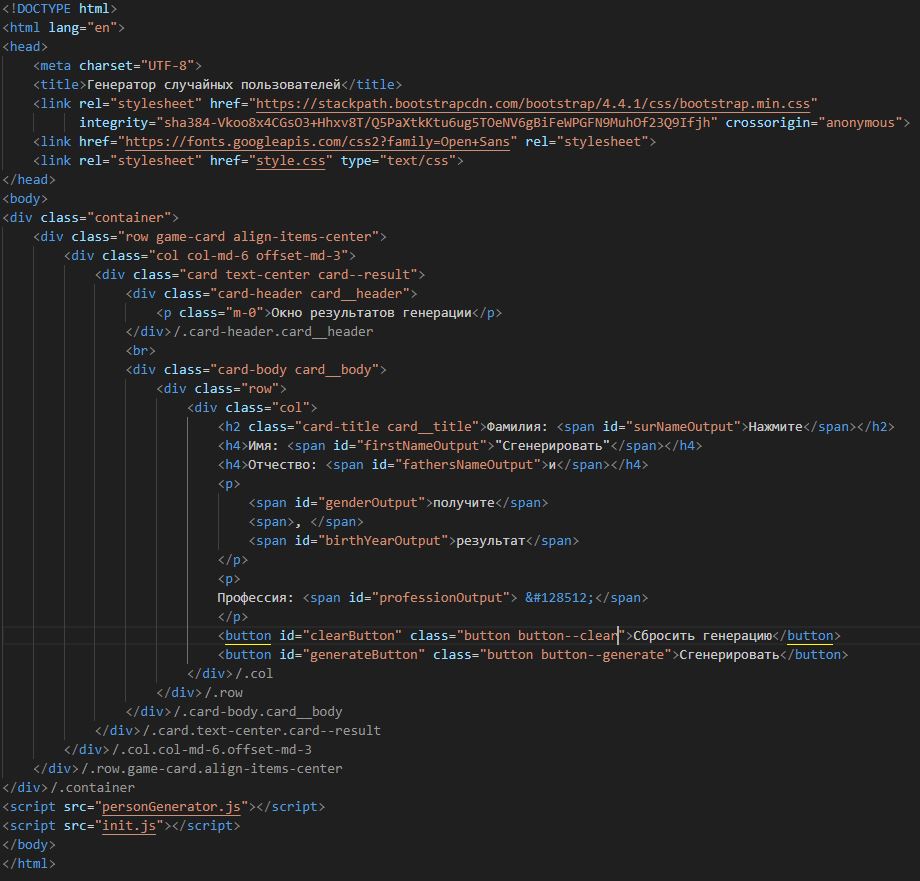 <!DOCTYPE html>
<html lang="en">
<head>
    <meta charset="UTF-8">
    <title>Генератор случайных пользователей</title>
    <link rel="stylesheet" href="https://stackpath.bootstrapcdn.com/bootstrap/4.4.1/css/bootstrap.min.css"
          integrity="sha384-Vkoo8x4CGsO3+Hhxv8T/Q5PaXtkKtu6ug5TOeNV6gBiFeWPGFN9MuhOf23Q9Ifjh" crossorigin="anonymous">
    <link href="https://fonts.googleapis.com/css2?family=Open+Sans" rel="stylesheet">
    <link rel="stylesheet" href="style.css" type="text/css">
</head>
<body>
<div class="container">
    <div class="row game-card align-items-center">
        <div class="col col-md-6 offset-md-3">
            <div class="card text-center card--result">
                <div class="card-header card__header">
                    <p class="m-0">Окно результатов генерации</p>
                </div>/.card-header.card__header
                <br>
                <div class="card-body card__body">
                    <div class="row">
                        <div class="col">
                            <h2 class="card-title card__title">Фамилия: <span id="surNameOutput">Нажмите</span></h2>
                            <h4>Имя: <span id="firstNameOutput">"Сгенерировать"</span></h4>
                            <h4>Отчество: <span id="fathersNameOutput">и</span></h4>
                            <p>
                                <span id="genderOutput">получите</span>
                                <span>, </span>
                                <span id="birthYearOutput">результат</span>
                            </p>
                            <p>
                            Профессия: <span id="professionOutput"> &#128512;</span>
                            </p>
                            <button id="clearButton" class="button button--clear">Сбросить генерацию</button>
                            <button id="generateButton" class="button button--generate">Сгенерировать</button>
                        </div>/.col
                    </div>/.row
                </div>/.card-body.card__body
            </div>/.card.text-center.card--result
        </div>/.col.col-md-6.offset-md-3
    </div>/.row.game-card.align-items-center
</div>/.container
<script src="personGenerator.js"></script>
<script src="init.js"></script>
</body>
</html>